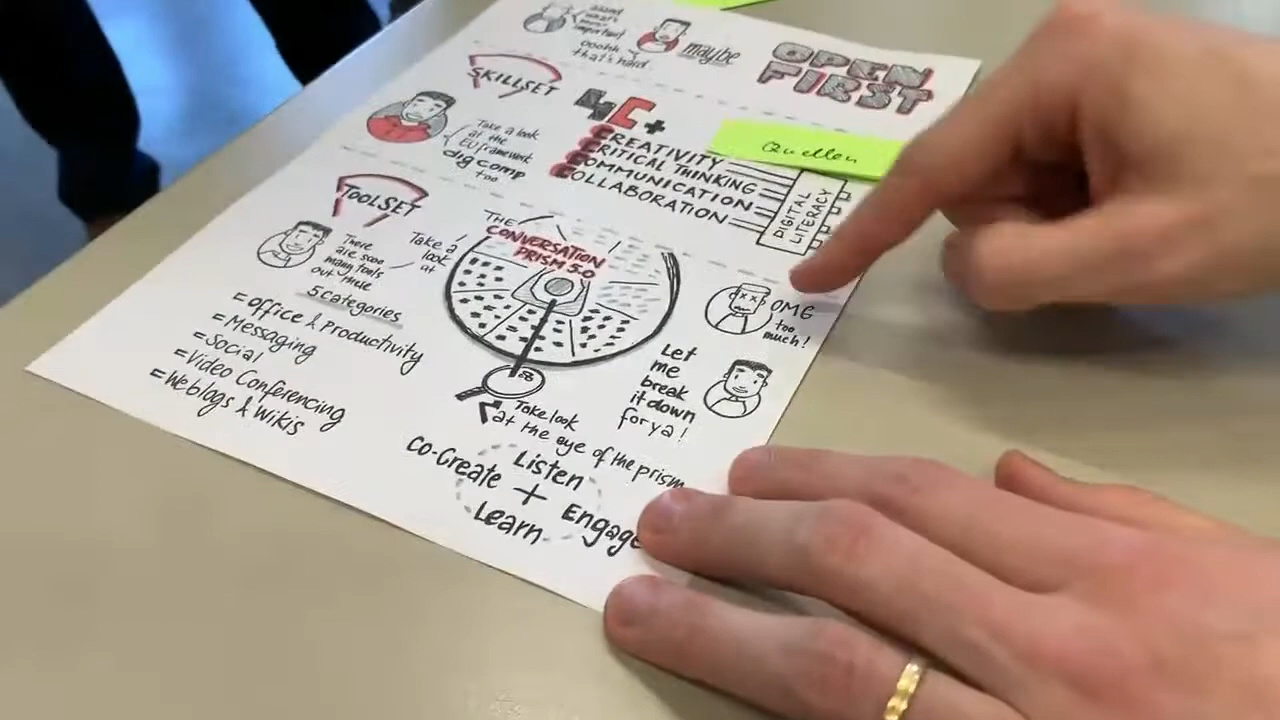 what's most
important
oohh
that's hard
maybe
OPEN
FIRST
SKILLSET
4C+
Take a look
at the
EU framework
dig comp
too
CREATIVITY
CRITICAL THINKING
COMMUNICATION
COLLABORATION
Quellen
DIGITAL
LITERACY
TOOLSET
There
are sooo
many tools
out there
Take a
look
at
THE
CONVERSATION
PRISM 5.0
5 categories
= Office & Productivity
= Messaging
= Social
= Video Conferencing
= Weblogs & Wikis
OMG
too
much!
Let
me
break
it down
for ya!
Take look
at the eye of the prism
Co-Create
Listen
+
Learn
Engage